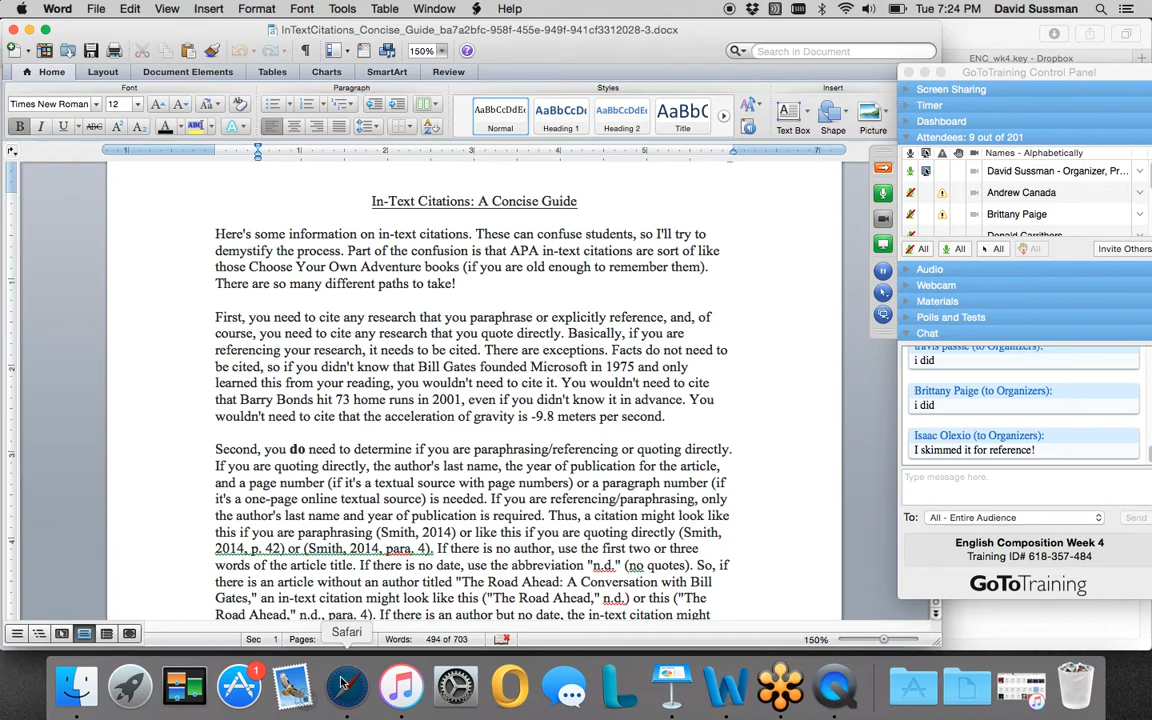 Word File Edit View Insert Format Font Tools Table Window Help Tue 7:24 PM David Sussman
InTextCitations_Concise_Guide_ba7a2bfc-958f-455e-949f-941cf3312028-3.docx
150%
Search in Document
ENC_wk4.key - Dropbox
Home Layout Document Elements Tables Charts SmartArt Review
Font Paragraph Styles Insert
Times New Roman 12
AaBbCcDdEe AaBbCcDdE AaBbCcDdEe AaBbC
Normal Heading 1 Heading 2 Title Text Box Shape Picture
In-Text Citations: A Concise Guide
Here's some information on in-text citations. These can confuse students, so I'll try to
demystify the process. Part of the confusion is that APA in-text citations are sort of like
those Choose Your Own Adventure books (if you are old enough to remember them).
There are so many different paths to take!
First, you need to cite any research that you paraphrase or explicitly reference, and, of
course, you need to cite any research that you quote directly. Basically, if you are
referencing your research, it needs to be cited. There are exceptions. Facts do not need to
be cited, so if you didn't know that Bill Gates founded Microsoft in 1975 and only
learned this from your reading, you wouldn't need to cite it. You wouldn't need to cite
that Barry Bonds hit 73 home runs in 2001, even if you didn't know it in advance. You
wouldn't need to cite that the acceleration of gravity is -9.8 meters per second.
Second, you do need to determine if you are paraphrasing/referencing or quoting directly.
If you are quoting directly, the author's last name, the year of publication for the article,
and a page number (if it's a textual source with page numbers) or a paragraph number (if
it's a one-page online textual source) is needed. If you are referencing/paraphrasing, only
the author's last name and year of publication is required. Thus, a citation might look like
this if you are paraphrasing (Smith, 2014) or like this if you are quoting directly (Smith,
2014, p. 42) or (Smith, 2014, para. 4). If there is no author, use the first two or three
words of the article title. If there is no date, use the abbreviation "n.d." (no quotes). So, if
there is an article without an author titled "The Road Ahead: A Conversation with Bill
Gates," an in-text citation might look like this ("The Road Ahead," n.d.) or this ("The
Road Ahead," n.d., para. 4). If there is an author but no date, the in-text citation might
Sec 1 Pages: Words: 494 of 703 150%
Safari
GoToTraining Control Panel
Screen Sharing
Timer
Dashboard
Attendees: 9 out of 201
Names - Alphabetically
David Sussman - Organizer, Pr...
Andrew Canada
Brittany Paige
Donald Carrithers
All All All All Invite Others
Audio
Webcam
Materials
Polls and Tests
Chat
travis passic (to Organizers):
i did
Brittany Paige (to Organizers):
i did
Isaac Olexio (to Organizers):
I skimmed it for reference!
Type message here.
To: All - Entire Audience Send
English Composition Week 4
Training ID# 618-357-484
GoToTraining
1